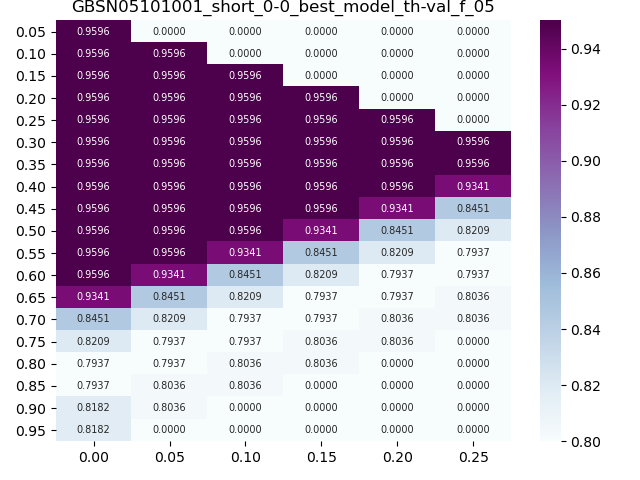 GBSN05101001_short_0-0_best_model_th-val_f_05
0.05 0.9596 0.0000 0.0000 0.0000 0.0000 0.0000
0.10 0.9596 0.9596 0.0000 0.0000 0.0000 0.0000
0.15 0.9596 0.9596 0.9596 0.0000 0.0000 0.0000
0.20 0.9596 0.9596 0.9596 0.9596 0.0000 0.0000
0.25 0.9596 0.9596 0.9596 0.9596 0.9596 0.0000
0.30 0.9596 0.9596 0.9596 0.9596 0.9596 0.9596
0.35 0.9596 0.9596 0.9596 0.9596 0.9596 0.9596
0.40 0.9596 0.9596 0.9596 0.9596 0.9596 0.9341
0.45 0.9596 0.9596 0.9596 0.9596 0.9341 0.8451
0.50 0.9596 0.9596 0.9596 0.9341 0.8451 0.8209
0.55 0.9596 0.9596 0.9341 0.8451 0.8209 0.7937
0.60 0.9596 0.9341 0.8451 0.8209 0.7937 0.7937
0.65 0.9341 0.8451 0.8209 0.7937 0.7937 0.8036
0.70 0.8451 0.8209 0.7937 0.7937 0.8036 0.8036
0.75 0.8209 0.7937 0.7937 0.8036 0.8036 0.0000
0.80 0.7937 0.7937 0.8036 0.8036 0.0000 0.0000
0.85 0.7937 0.8036 0.8036 0.0000 0.0000 0.0000
0.90 0.8182 0.8036 0.0000 0.0000 0.0000 0.0000
0.95 0.8182 0.0000 0.0000 0.0000 0.0000 0.0000
0.00 0.05 0.10 0.15 0.20 0.25
0.94
0.92
0.90
0.88
0.86
0.84
0.82
0.80